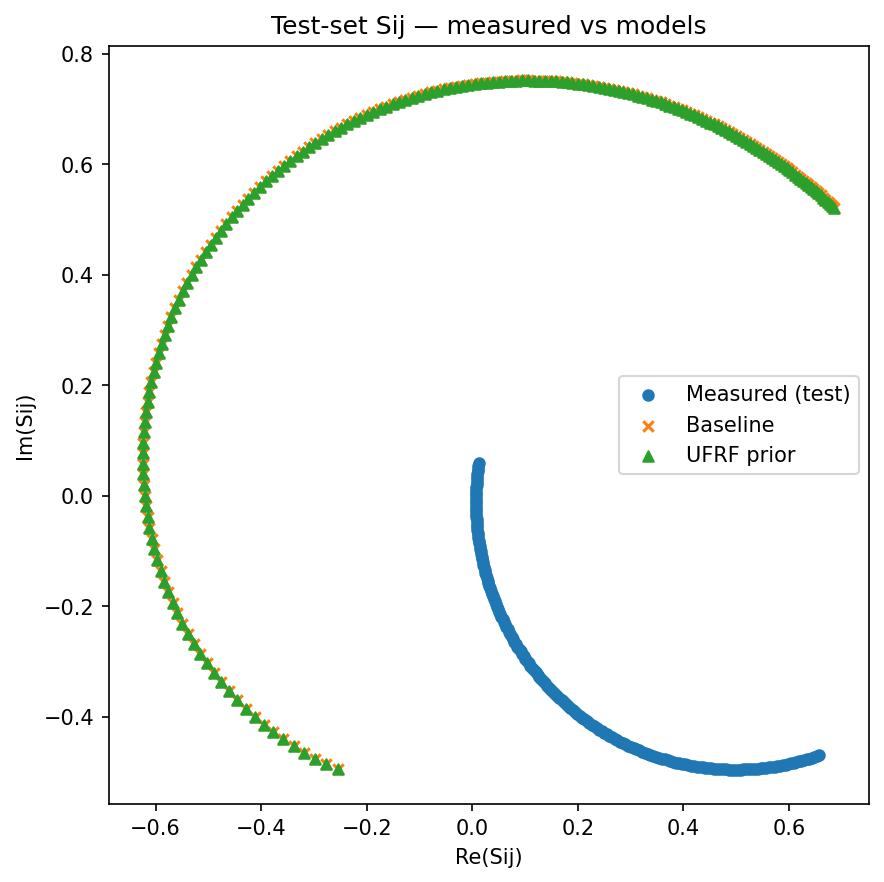 Test-set Sij — measured vs models
0.8
0.6
0.4
0.2
0.0
−0.2
−0.4
Im(Sij)
Measured (test)
Baseline
UFRF prior
−0.6 −0.4 −0.2 0.0 0.2 0.4 0.6
Re(Sij)